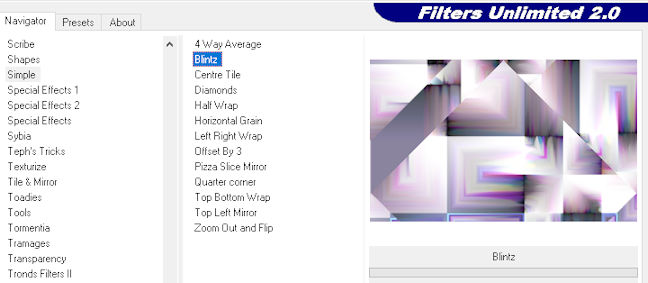 Filters Unlimited 2.0
Navigator Presets About
Scribe
Shapes
Simple
Special Effects 1
Special Effects 2
Special Effects
Sybia
Teph's Tricks
Texturize
Tile & Mirror
Toadies
Tools
Tormentia
Tramages
Transparency
Tronds Filters II
4 Way Average
Blintz
Centre Tile
Diamonds
Half Wrap
Horizontal Grain
Left Right Wrap
Offset By 3
Pizza Slice Mirror
Quarter corner
Top Bottom Wrap
Top Left Mirror
Zoom Out and Flip
Blintz